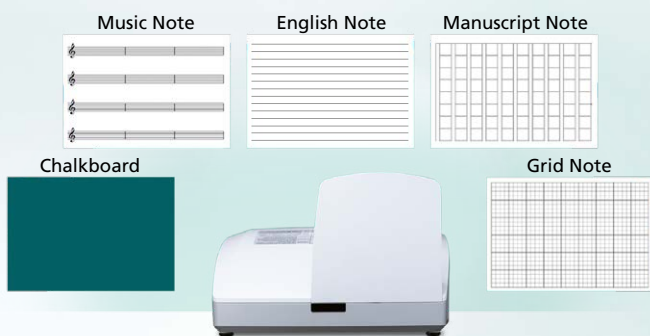 Music Note
English Note
Manuscript Note
Chalkboard
Grid Note